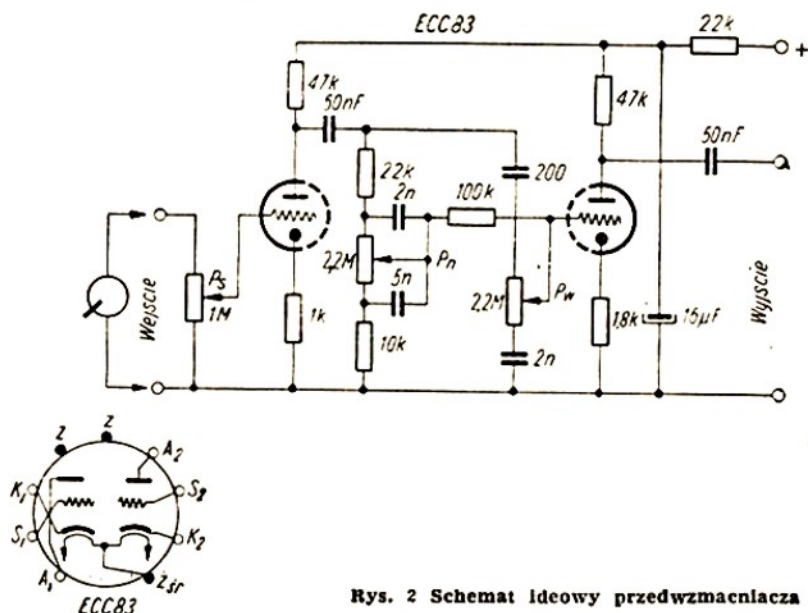 ECC83
22k
+
47k
50nF
47k
50nF
22k
2n
100k
200
Wejście
Ps
1M
2,2M
Pn
5n
2,2M
Pw
1k
10k
2n
1,8k
16µF
Wyjście
Z
Z
A2
K1
S2
S1
K2
A1
Zśr
ECC83
Rys. 2 Schemat ideowy przedwzmacniacza